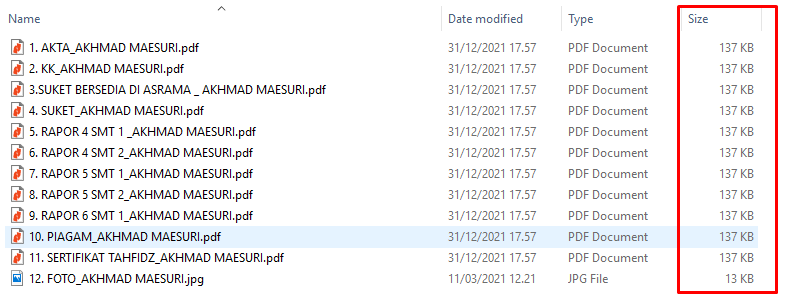 Name Date modified Type Size
1. AKTA_AKHMAD MAESURI.pdf 31/12/2021 17.57 PDF Document 137 KB
2. KK_AKHMAD MAESURI.pdf 31/12/2021 17.57 PDF Document 137 KB
3.SUKET BERSEDIA DI ASRAMA _ AKHMAD MAESURI.pdf 31/12/2021 17.57 PDF Document 137 KB
4. SUKET_AKHMAD MAESURI.pdf 31/12/2021 17.57 PDF Document 137 KB
5. RAPOR 4 SMT 1 _AKHMAD MAESURI.pdf 31/12/2021 17.57 PDF Document 137 KB
6. RAPOR 4 SMT 2_AKHMAD MAESURI.pdf 31/12/2021 17.57 PDF Document 137 KB
7. RAPOR 5 SMT 1_AKHMAD MAESURI.pdf 31/12/2021 17.57 PDF Document 137 KB
8. RAPOR 5 SMT 2_AKHMAD MAESURI.pdf 31/12/2021 17.57 PDF Document 137 KB
9. RAPOR 6 SMT 1_AKHMAD MAESURI.pdf 31/12/2021 17.57 PDF Document 137 KB
10. PIAGAM_AKHMAD MAESURI.pdf 31/12/2021 17.57 PDF Document 137 KB
11. SERTIFIKAT TAHFIDZ_AKHMAD MAESURI.pdf 31/12/2021 17.57 PDF Document 137 KB
12. FOTO_AKHMAD MAESURI.jpg 11/03/2021 12.21 JPG File 13 KB